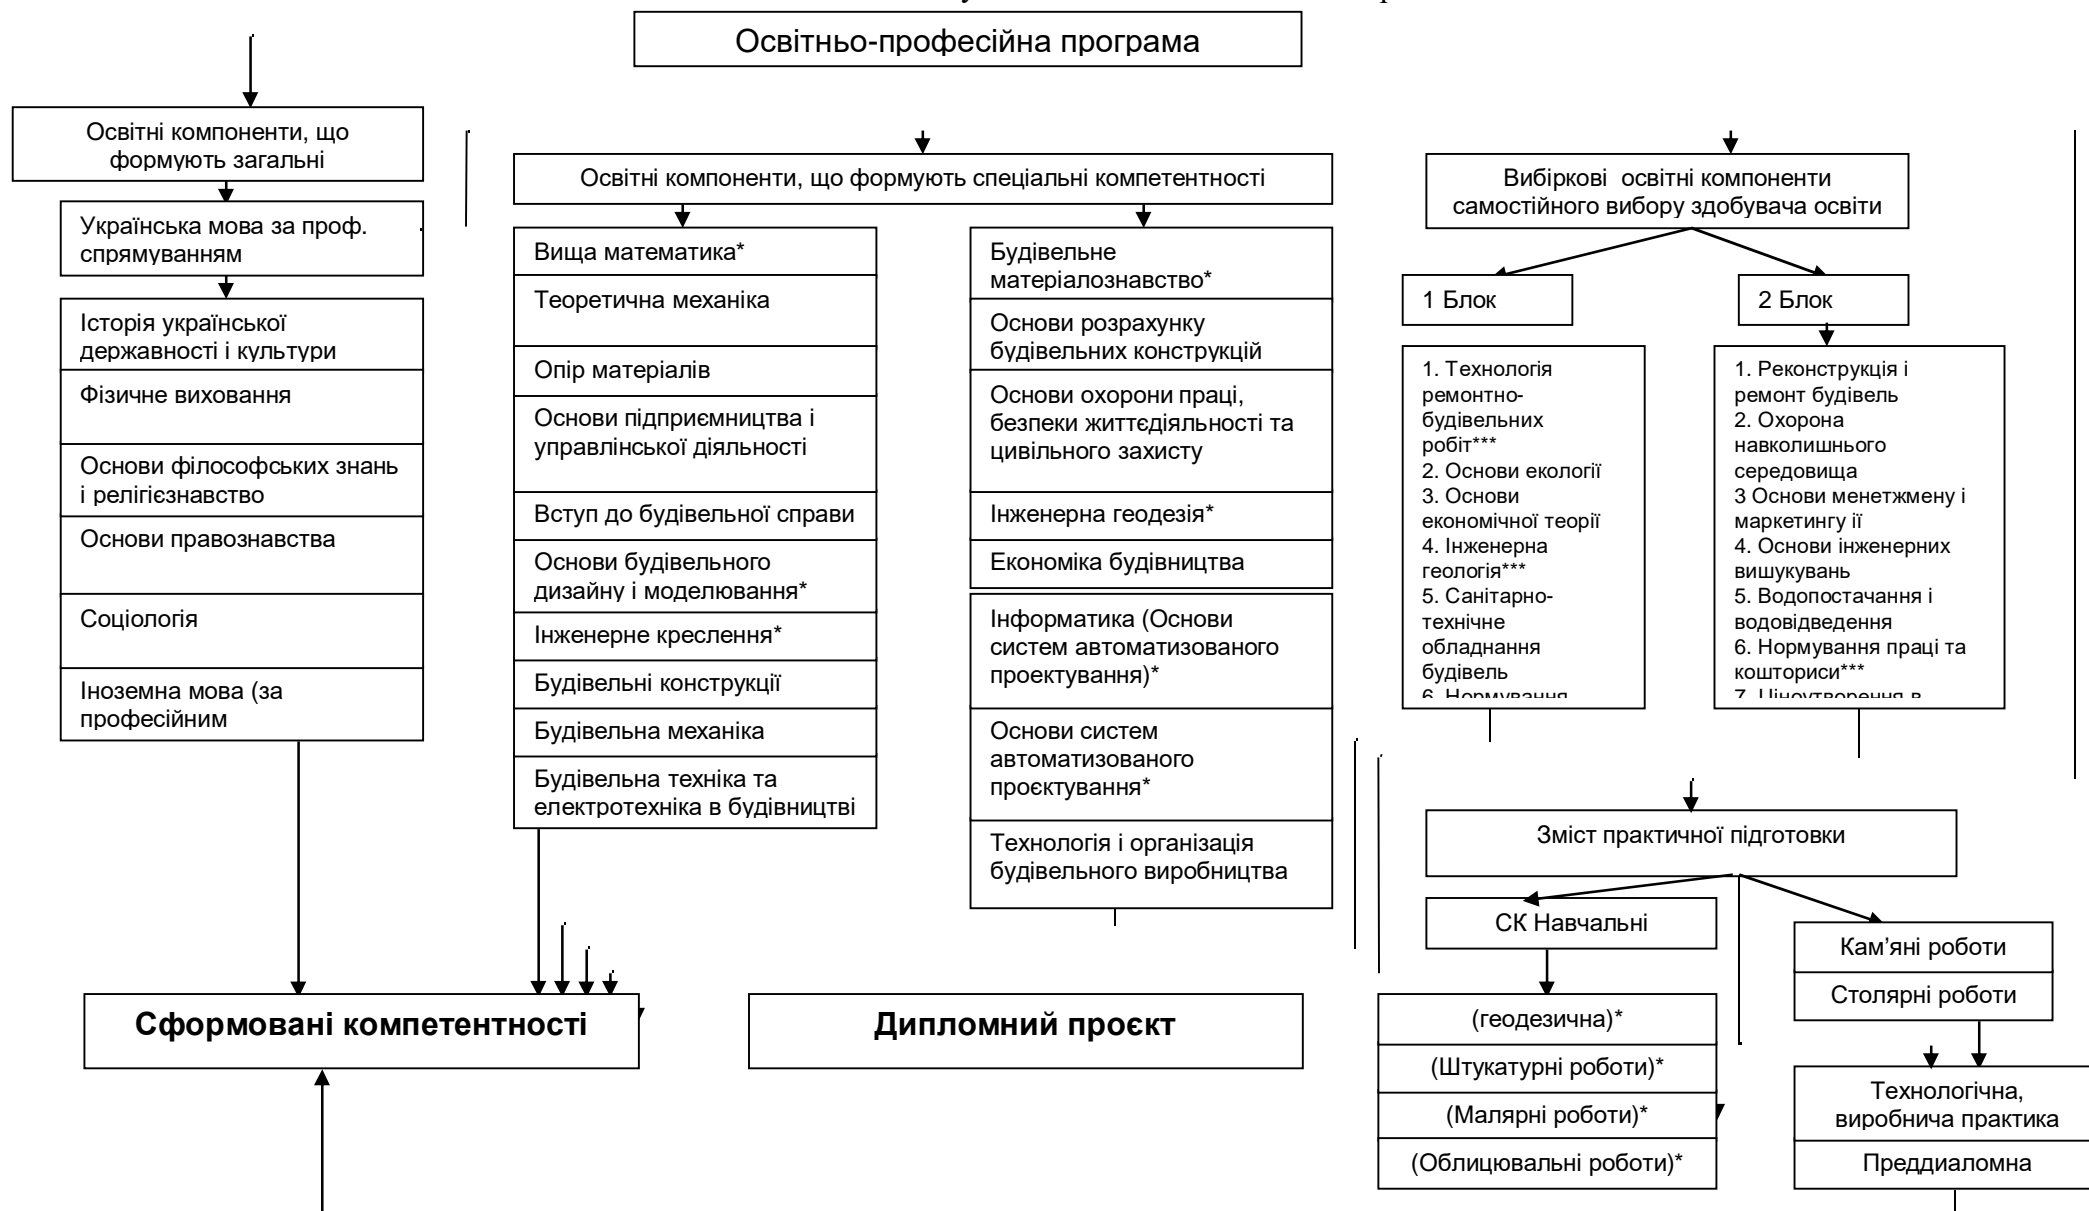 Освітньо-професійна програма
Освітні компоненти, що
формують загальні
Українська мова за проф.
спрямуванням
Історія української
державності і культури
Фізичне виховання
Основи філософських знань
і релігієзнавство
Основи правознавства
Соціологія
Іноземна мова (за
професійним
Освітні компоненти, що формують спеціальні компетентності
Вища математика*
Теоретична механіка
Опір матеріалів
Основи підприємництва і
управлінської діяльності
Вступ до будівельної справи
Основи будівельного
дизайну і моделювання*
Інженерне креслення*
Будівельні конструкції
Будівельна механіка
Будівельна техніка та
електротехніка в будівництві
Будівельне
матеріалознавство*
Основи розрахунку
будівельних конструкцій
Основи охорони праці,
безпеки життєдіяльності та
цивільного захисту
Інженерна геодезія*
Економіка будівництва
Інформатика (Основи
систем автоматизованого
проектування)*
Основи систем
автоматизованого
проєктування*
Технологія і організація
будівельного виробництва
Вибіркові освітні компоненти
самостійного вибору здобувача освіти
1 Блок
2 Блок
1. Технологія
ремонтно-
будівельних
робіт***
2. Основи екології
3. Основи
економічної теорії
4. Інженерна
геологія***
5. Санітарно-
технічне
обладнання
будівель
6. Нормування
1. Реконструкція і
ремонт будівель
2. Охорона
навколишнього
середовища
3 Основи менетжмену і
маркетингу ії
4. Основи інженерних
вишукувань
5. Водопостачання і
водовідведення
6. Нормування праці та
кошториси***
7. Ціноутворення в
Зміст практичної підготовки
СК Навчальні
(геодезична)*
(Штукатурні роботи)*
(Малярні роботи)*
(Облицювальні роботи)*
Кам’яні роботи
Столярні роботи
Технологічна,
виробнича практика
Преддиаломна
Сформовані компетентності
Дипломний проєкт